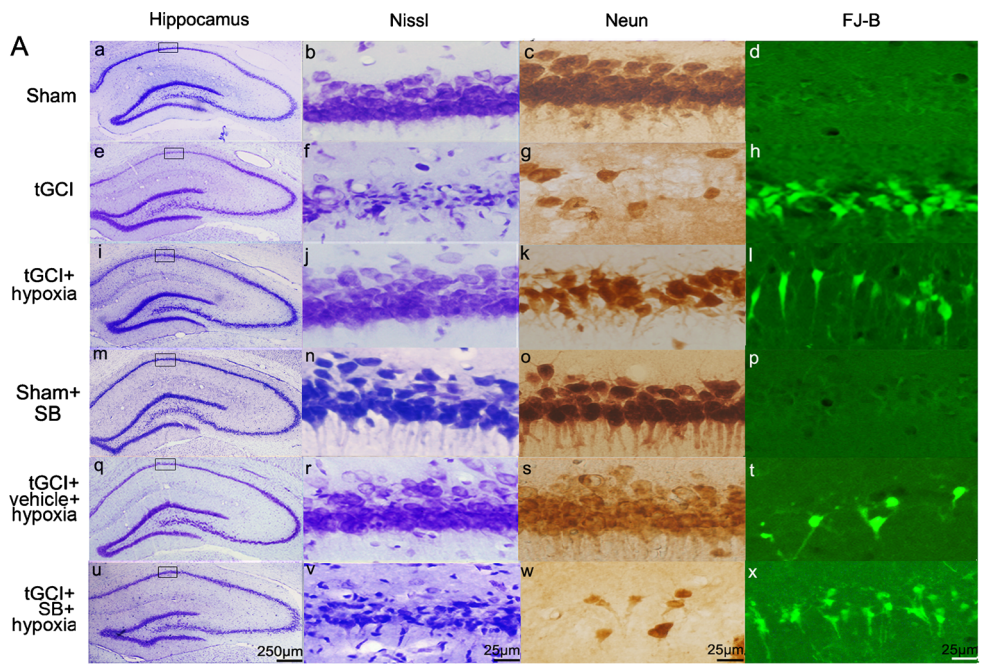 Hippocamus Nissl Neun FJ-B
A
a b c d
Sham
e f g h
tGCI
i j k l
tGCI+
hypoxia
m n o p
Sham+
SB
q r s t
tGCI+
vehicle+
hypoxia
u v w x
tGCI+
SB+
hypoxia
250μm 25μm 25μm 25μm